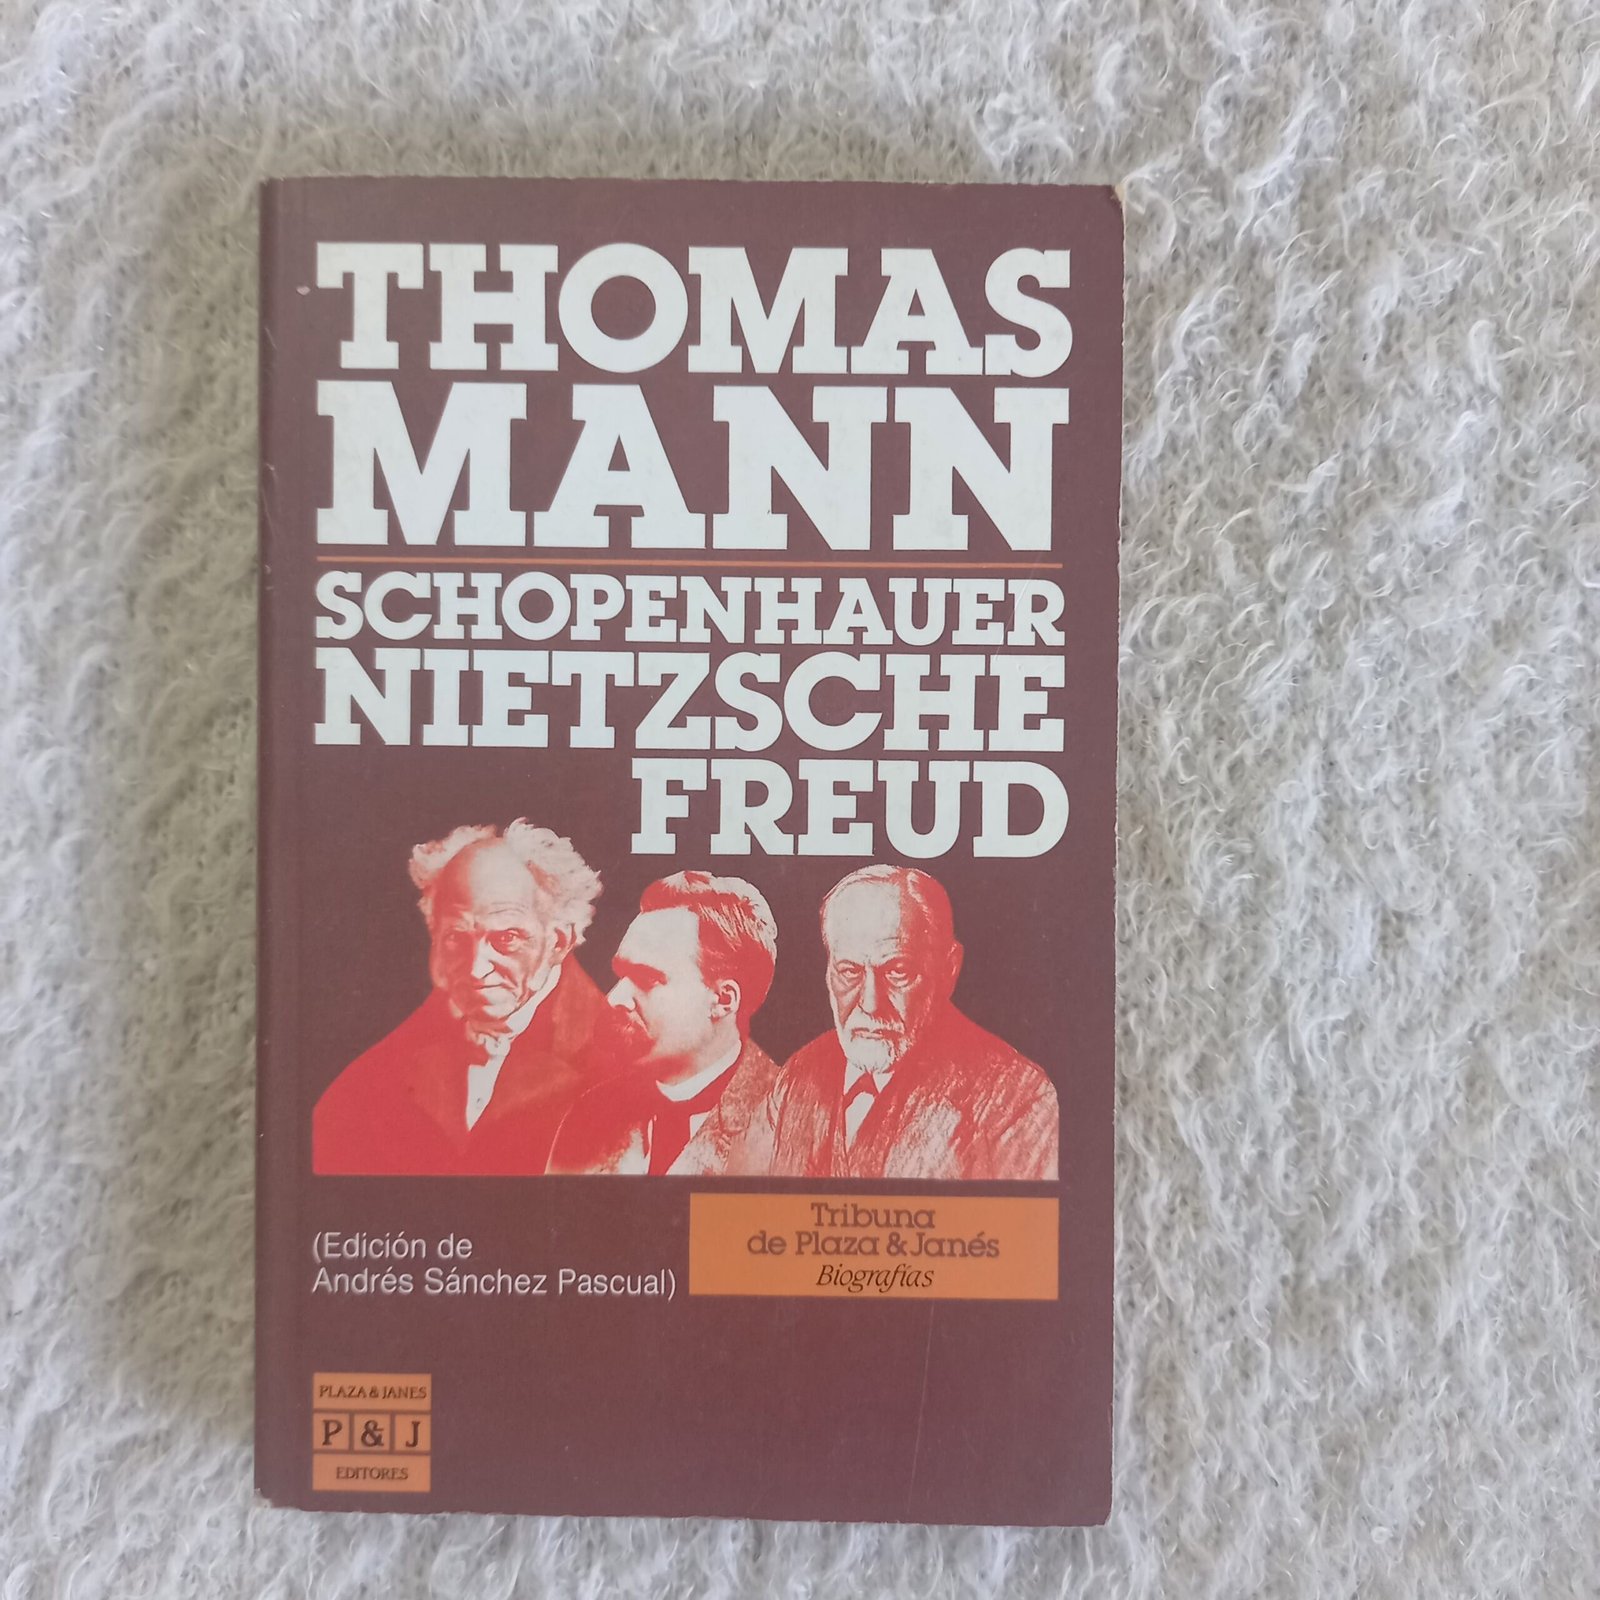 THOMAS
MANN
SCHOPENHAUER
NIETZSCHE
FREUD
(Edición de
Andrés Sánchez Pascual)
Tribuna
de Plaza & Janés
Biografías
PLAZA & JANES
P & J
EDITORES